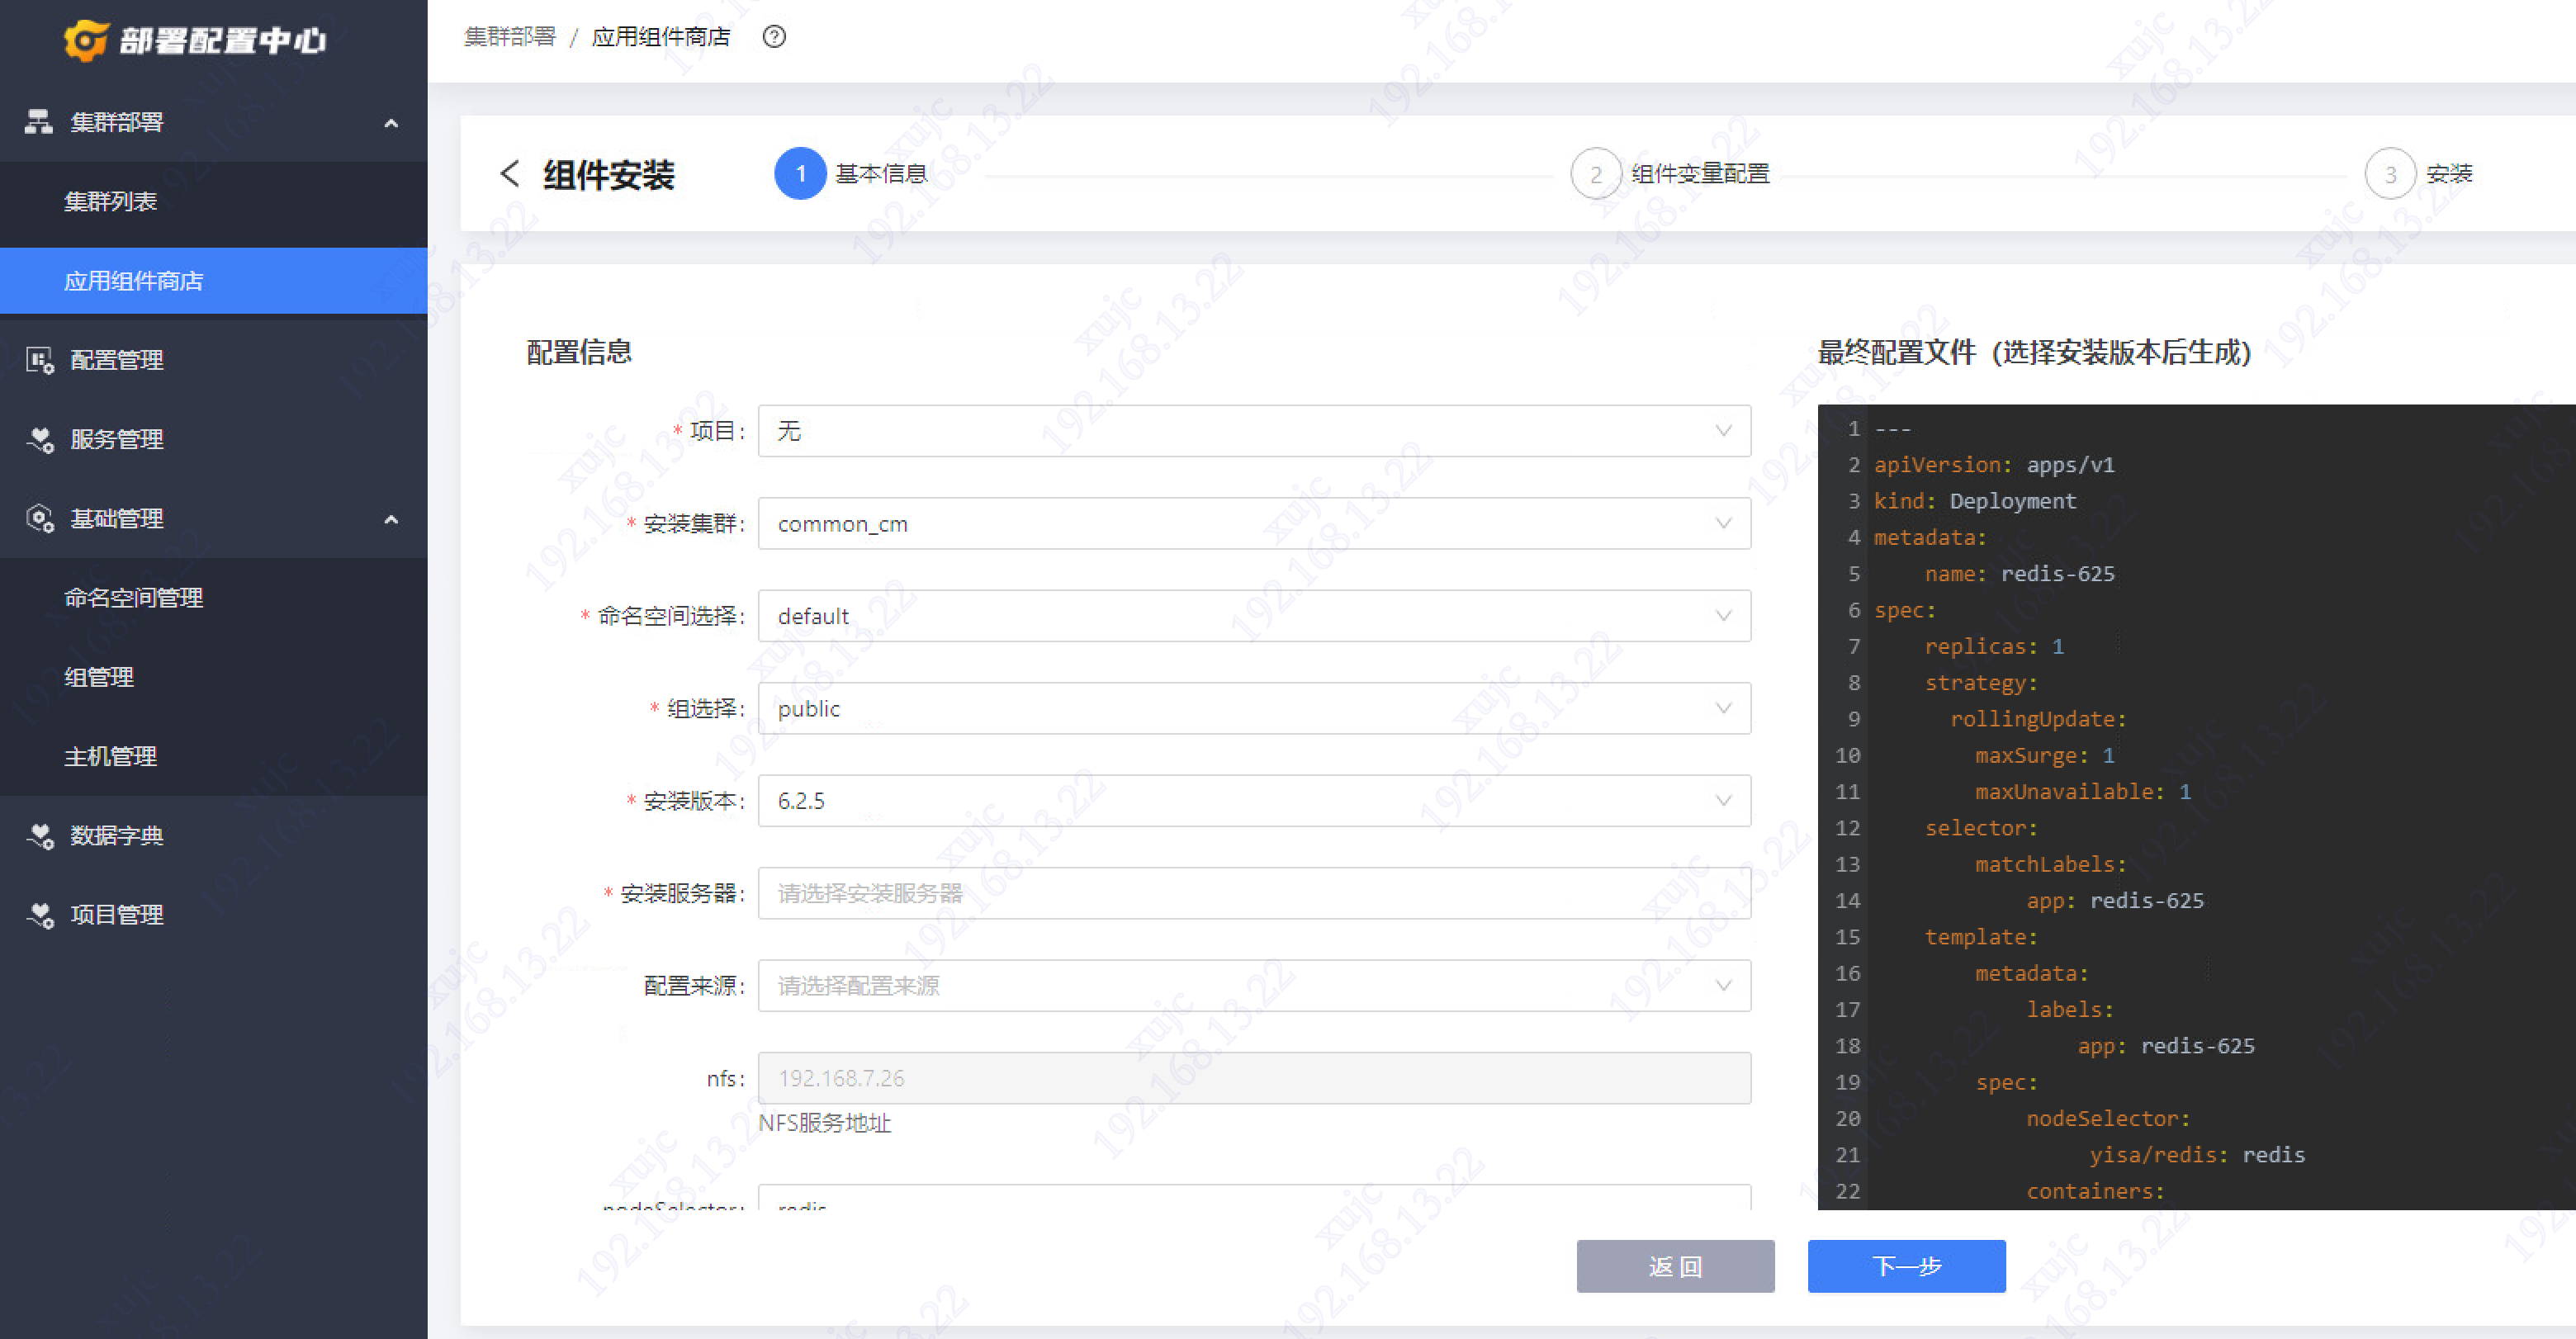 部署配置中心
集群部署
集群列表
应用组件商店
配置管理
服务管理
基础管理
命名空间管理
组管理
主机管理
数据字典
项目管理
集群部署 / 应用组件商店
组件安装
1 基本信息
2 组件变量配置
3 安装
配置信息
* 项目: 无
* 安装集群: common_cm
* 命名空间选择: default
* 组选择: public
* 安装版本: 6.2.5
* 安装服务器: 请选择安装服务器
配置来源: 请选择配置来源
nfs: 192.168.7.26
NFS服务地址
nodeSelector: redis
最终配置文件（选择安装版本后生成）
1 ---
2 apiVersion: apps/v1
3 kind: Deployment
4 metadata:
5 name: redis-625
6 spec:
7 replicas: 1
8 strategy:
9 rollingUpdate:
10 maxSurge: 1
11 maxUnavailable: 1
12 selector:
13 matchLabels:
14 app: redis-625
15 template:
16 metadata:
17 labels:
18 app: redis-625
19 spec:
20 nodeSelector:
21 yisa/redis: redis
22 containers:
返 回
下一步
xujc
192.168.13.22